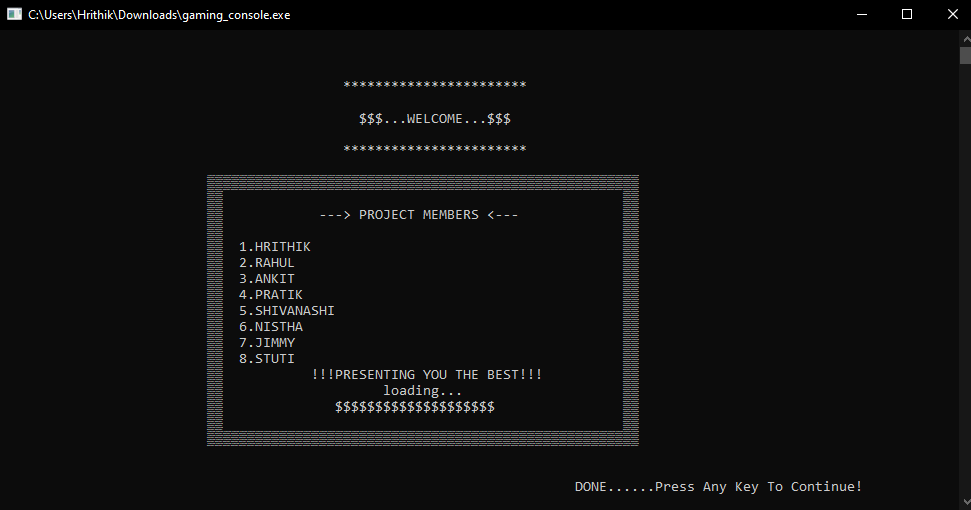 C:\Users\Hrithik\Downloads\gaming_console.exe
***********************
$$$...WELCOME...$$$
***********************
---> PROJECT MEMBERS <---
1.HRITHIK
2.RAHUL
3.ANKIT
4.PRATIK
5.SHIVANASHI
6.NISTHA
7.JIMMY
8.STUTI
!!!PRESENTING YOU THE BEST!!!
loading...
$$$$$$$$$$$$$$$$$$$$
DONE......Press Any Key To Continue!